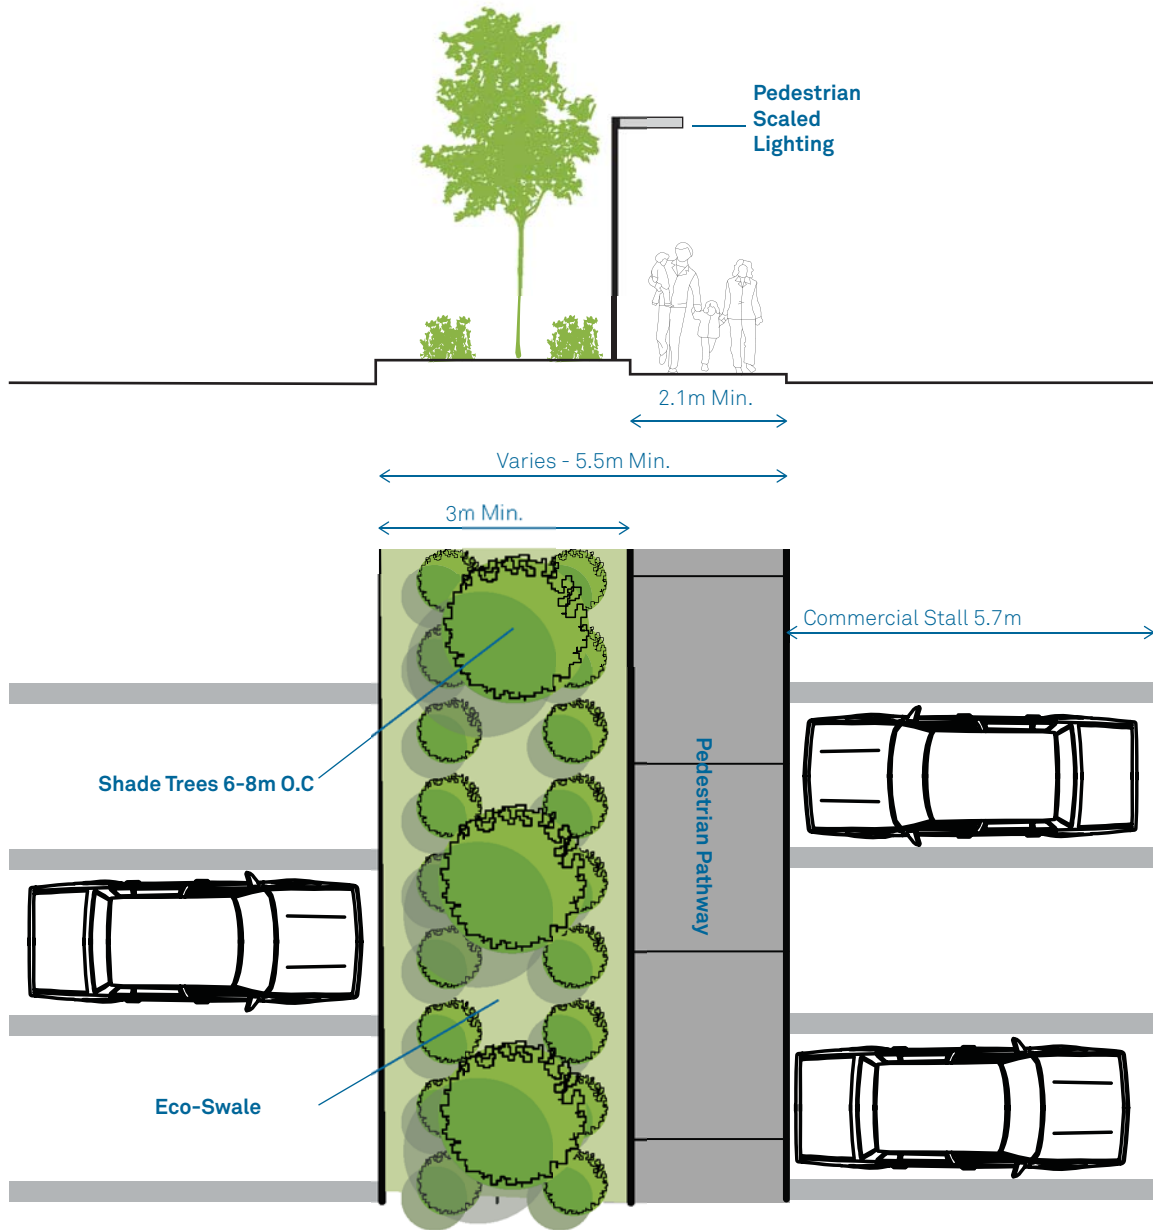 Pedestrian
Scaled
Lighting
2.1m Min.
Varies - 5.5m Min.
3m Min.
Commercial Stall 5.7m
Shade Trees 6-8m O.C
Pedestrian Pathway
Eco-Swale